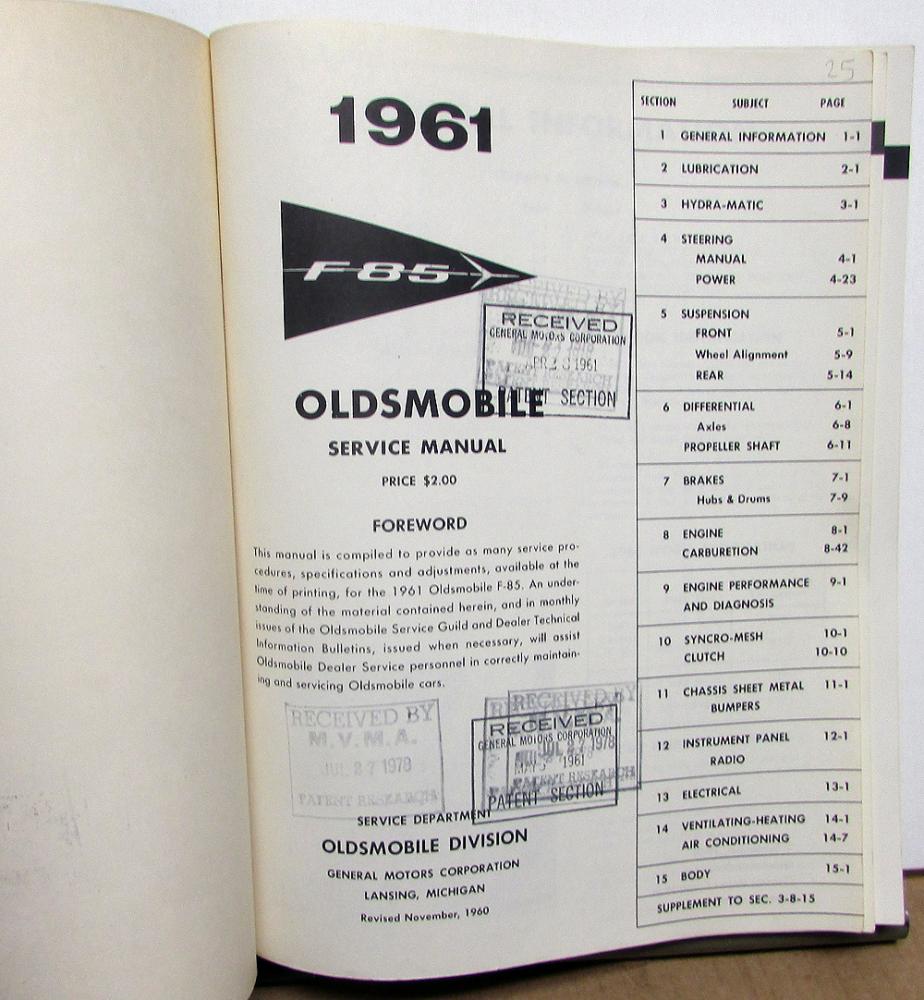 25
1961
F-85
OLDSMOBILE
SERVICE MANUAL
PRICE $2.00
FOREWORD
This manual is compiled to provide as many service pro-
cedures, specifications and adjustments, available at the
time of printing, for the 1961 Oldsmobile F-85. An under-
standing of the material contained herein, and in monthly
issues of the Oldsmobile Service Guild and Dealer Technical
Information Bulletins, issued when necessary, will assist
Oldsmobile Dealer Service personnel in correctly maintain-
ing and servicing Oldsmobile cars.
RECEIVED
GENERAL MOTORS CORPORATION
APR 1961
PATENT SECTION
RECEIVED BY
M.V.M.A.
JUL 27 1978
PATENT RESEARCH
RECEIVED BY
RECEIVED
GENERAL MOTORS CORPORATION
JUL 27 1978
MAY 1961
PATENT RESEARCH
PATENT SECTION
SERVICE DEPARTMENT
OLDSMOBILE DIVISION
GENERAL MOTORS CORPORATION
LANSING, MICHIGAN
Revised November, 1960
SECTION SUBJECT PAGE
1 GENERAL INFORMATION 1-1
2 LUBRICATION 2-1
3 HYDRA-MATIC 3-1
4 STEERING
MANUAL 4-1
POWER 4-23
5 SUSPENSION
FRONT 5-1
Wheel Alignment 5-9
REAR 5-14
6 DIFFERENTIAL 6-1
Axles 6-8
PROPELLER SHAFT 6-11
7 BRAKES 7-1
Hubs & Drums 7-9
8 ENGINE 8-1
CARBURETION 8-42
9 ENGINE PERFORMANCE 9-1
AND DIAGNOSIS
10 SYNCRO-MESH 10-1
CLUTCH 10-10
11 CHASSIS SHEET METAL 11-1
BUMPERS
12 INSTRUMENT PANEL 12-1
RADIO
13 ELECTRICAL 13-1
14 VENTILATING-HEATING 14-1
AIR CONDITIONING 14-7
15 BODY 15-1
SUPPLEMENT TO SEC. 3-8-15